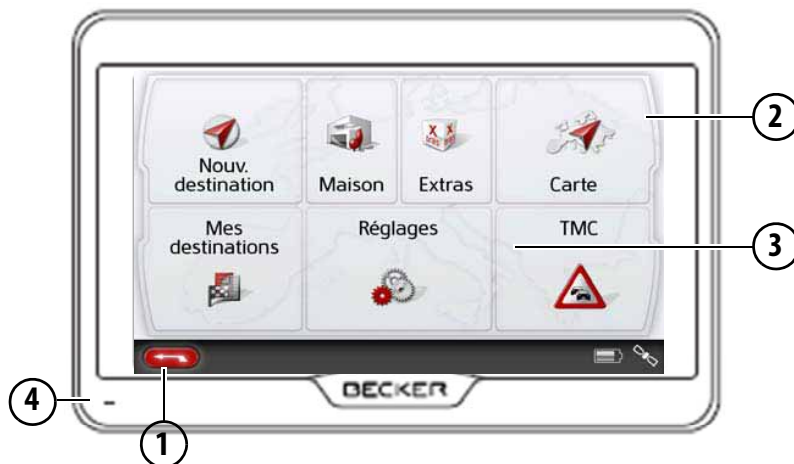 Nouv.
destination
Maison
Extras
Carte
Mes
destinations
Réglages
TMC
BECKER
1
2
3
4